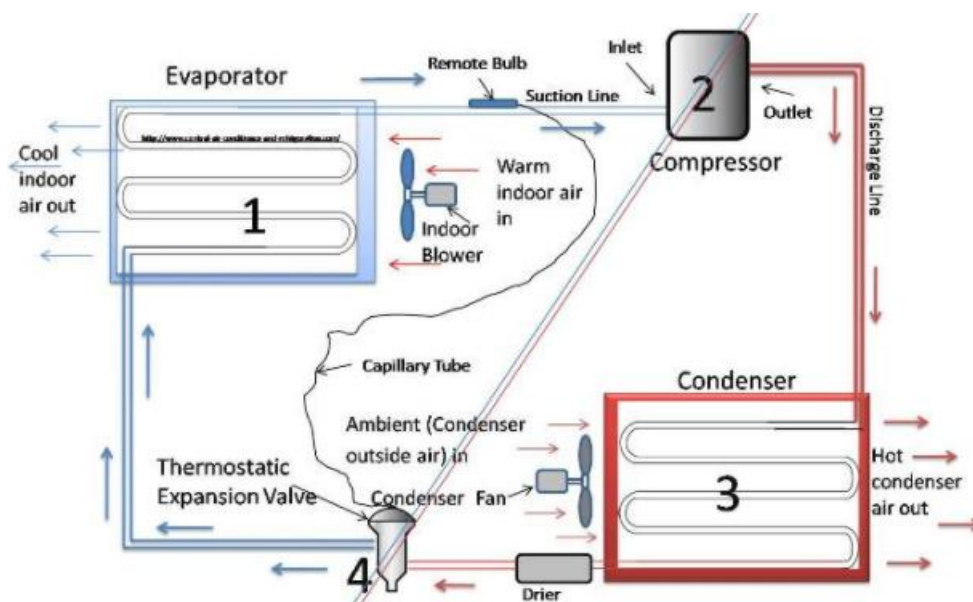 Evaporator
Remote Bulb
Suction Line
Inlet
2
Outlet
Compressor
Discharge Line
Cool
indoor
air out
1
Warm
indoor air
in
Indoor
Blower
Capillary Tube
Condenser
Ambient (Condenser
outside air) in
Thermostatic
Expansion Valve
Condenser Fan
3
Hot
condenser
air out
4
Drier